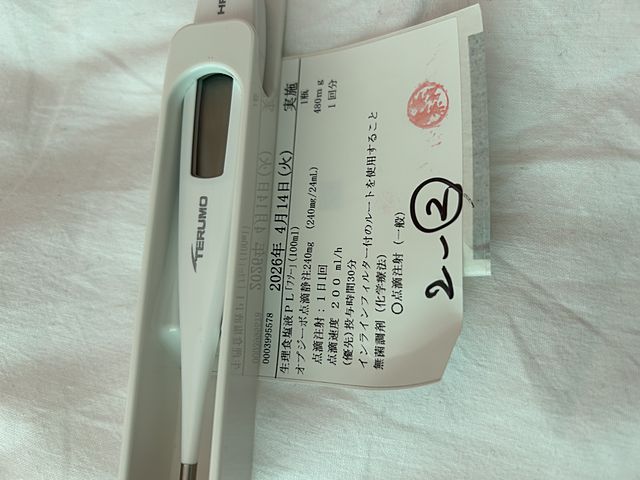 TERUMO
0003995578
2026年 4月14日(火) 実施
生理食塩液ＰＬ「フソー」(100ml) 1瓶
オプジーボ点滴静注240mg (240mg/24mL) 480mg
点滴注射：1日1回 1回分
点滴速度 ２００ ml/h
(優先)投与時間30分
インラインフィルター付のルートを使用すること
無菌調剤 (化学療法)
〇点滴注射 (一般)
2-②